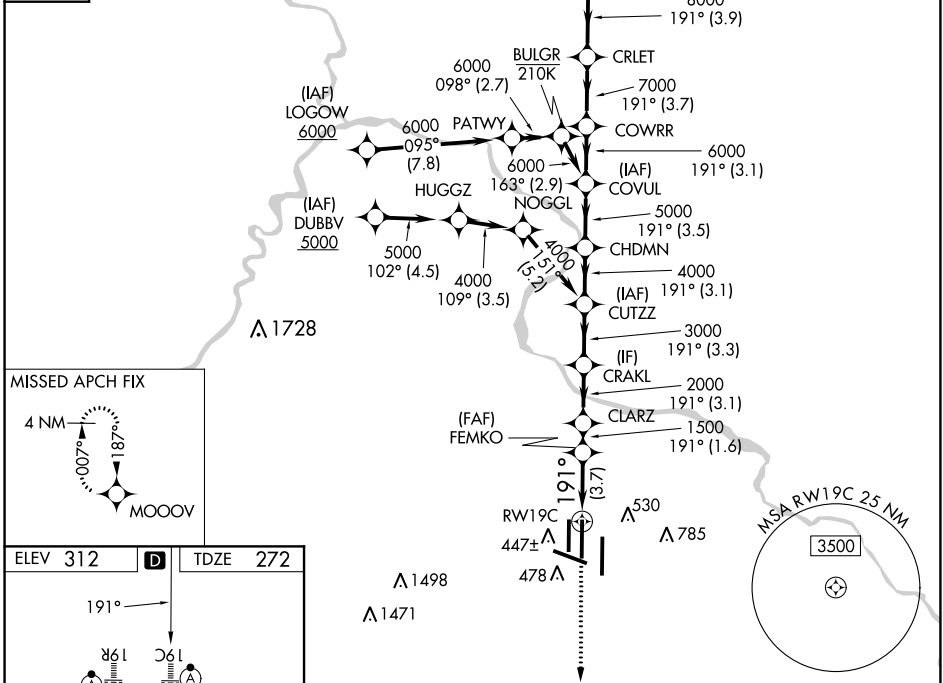 191° (3.9)
CRLET
BULGR
210K
7000
191° (3.7)
6000
098° (2.7)
(IAF)
LOGOW
6000
6000
095°
(7.8)
PATWY
COWRR
6000
191° (3.1)
6000
163° (2.9)
(IAF)
COVUL
HUGGZ
NOGGL
(IAF)
DUBBV
5000
5000
191° (3.5)
CHDMN
5000
102° (4.5)
4000
109° (3.5)
4000
151°
(5.2)
4000
191° (3.1)
(IAF)
CUTZZ
1728
3000
191° (3.3)
(IF)
CRAKL
2000
191° (3.1)
CLARZ
(FAF)
FEMKO
1500
191° (1.6)
191°
(3.7)
MISSED APCH FIX
4 NM
007°
187°
MOOOV
RW19C
530
785
447±
478
1498
1471
MSA RW19C 25 NM
3500
ELEV 312
D
TDZE 272
191°
19R
19C
A
A